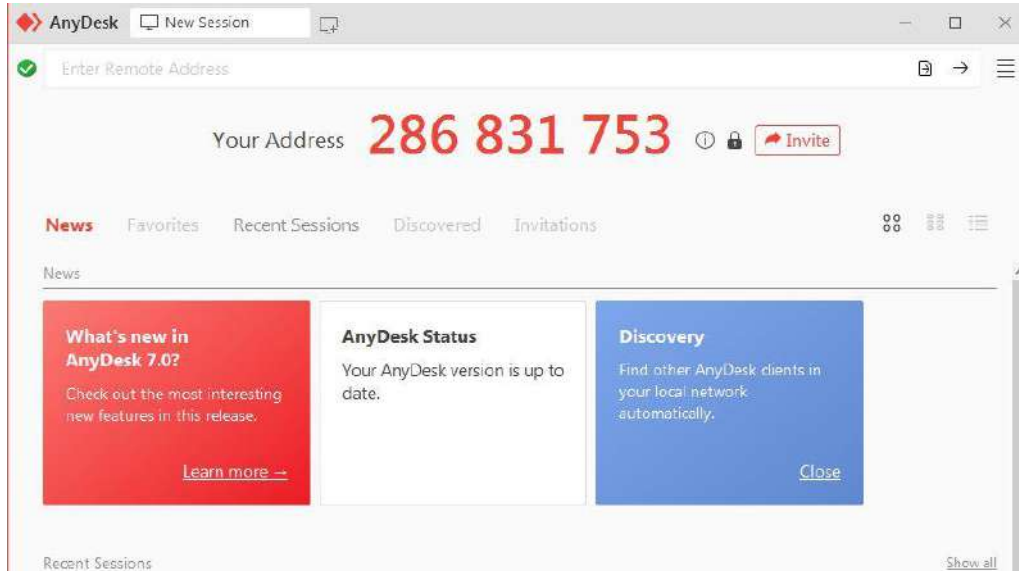 AnyDesk New Session
Enter Remote Address
Your Address 286 831 753 Invite
News Favorites Recent Sessions Discovered Invitations
News
What's new in
AnyDesk 7.0?
Check out the most interesting
new features in this release.
Learn more →
AnyDesk Status
Your AnyDesk version is up to
date.
Discovery
Find other AnyDesk clients in
your local network
automatically.
Close
Recent Sessions Show all